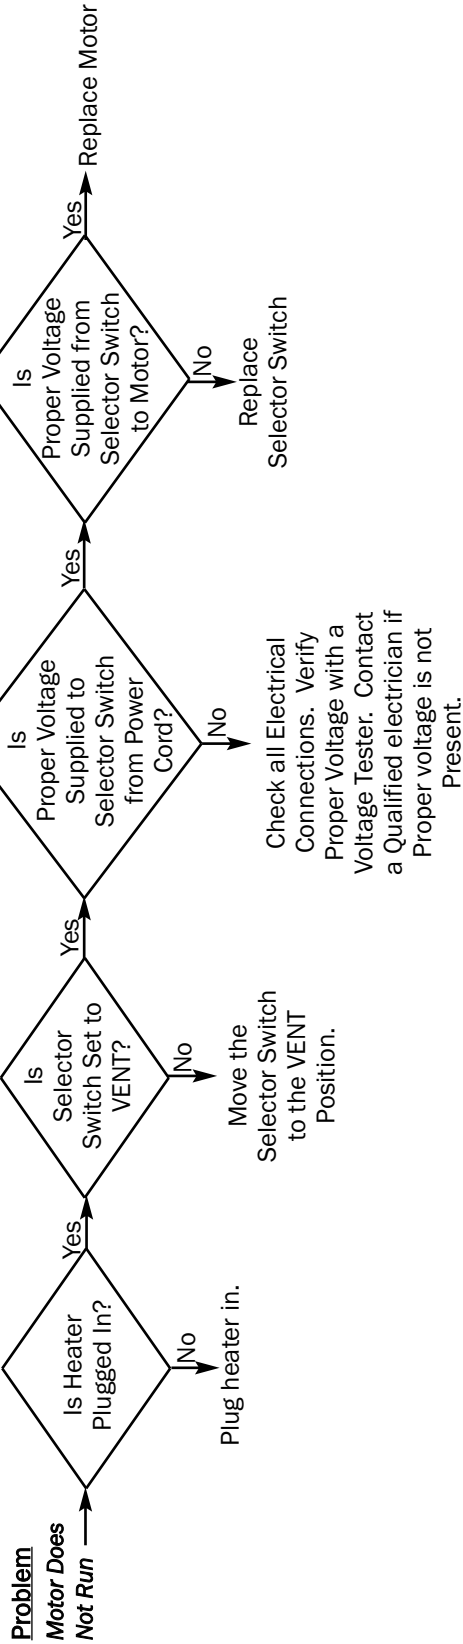 Problem
Motor Does
Not Run
Is Heater
Plugged In?
Yes
No
Plug heater in.
Is
Selector
Switch Set to
VENT?
Yes
No
Move the
Selector Switch
to the VENT
Position.
Is
Proper Voltage
Supplied to
Selector Switch
from Power
Cord?
Yes
No
Check all Electrical
Connections. Verify
Proper Voltage with a
Voltage Tester. Contact
a Qualified electrician if
Proper voltage is not
Present.
Is
Proper Voltage
Supplied from
Selector Switch
to Motor?
Yes
No
Replace
Selector Switch
Replace Motor